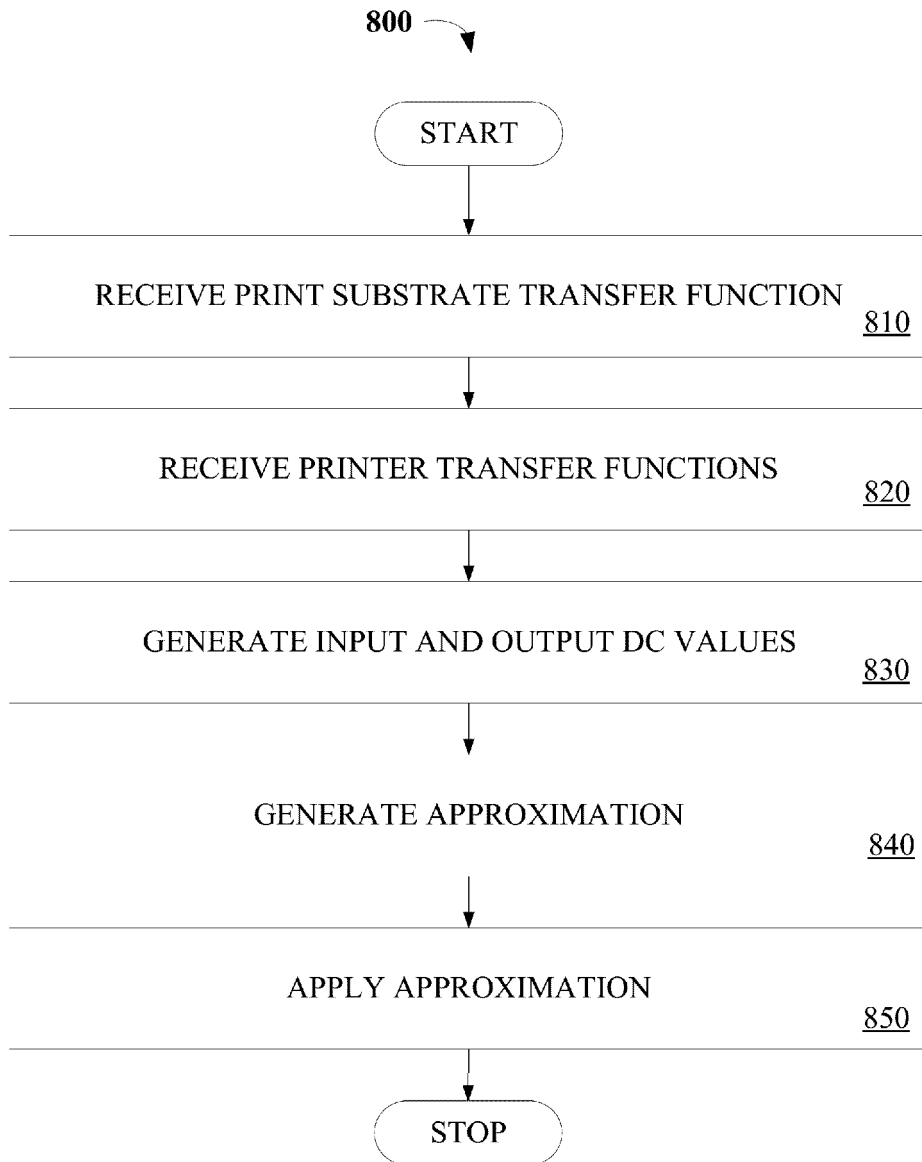 800
START
RECEIVE PRINT SUBSTRATE TRANSFER FUNCTION
810
RECEIVE PRINTER TRANSFER FUNCTIONS
820
GENERATE INPUT AND OUTPUT DC VALUES
830
GENERATE APPROXIMATION
840
APPLY APPROXIMATION
850
STOP